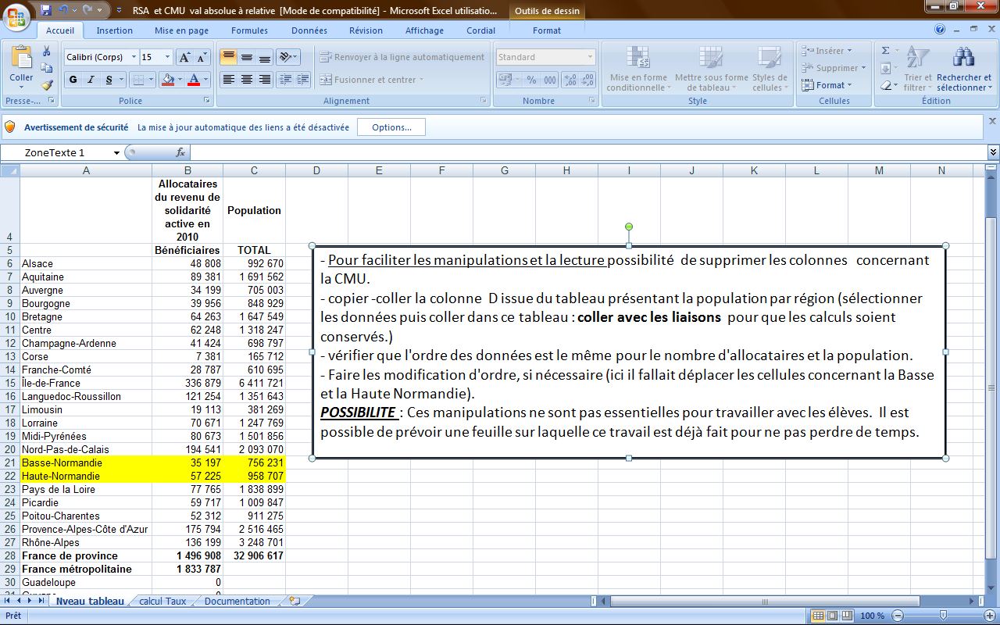 RSA et CMU val absolue à relative [Mode de compatibilité] - Microsoft Excel utilisatio...
Outils de dessin
Accueil Insertion Mise en page Formules Données Révision Affichage Cordial Format
Coller
Calibri (Corps) 15
G I S
Renvoyer à la ligne automatiquement
Fusionner et centrer
Standard
% 000
Mise en forme conditionnelle
Mettre sous forme de tableau
Styles de cellules
Insérer
Supprimer
Format
Trier et filtrer
Rechercher et sélectionner
Presse-... Police Alignement Nombre Style Cellules Édition
Avertissement de sécurité La mise à jour automatique des liens a été désactivée Options...
ZoneTexte 1 fx
A B C D E F G H I J K L M N
4 Allocataires du revenu de solidarité active en 2010 Population
5 Bénéficiaires TOTAL
6 Alsace 48 808 992 670
7 Aquitaine 89 381 1 691 562
8 Auvergne 34 199 705 003
9 Bourgogne 39 956 848 929
10 Bretagne 64 263 1 647 549
11 Centre 62 248 1 318 247
12 Champagne-Ardenne 41 424 698 797
13 Corse 7 381 165 712
14 Franche-Comté 28 787 610 695
15 Île-de-France 336 879 6 411 721
16 Languedoc-Roussillon 121 254 1 351 643
17 Limousin 19 113 381 269
18 Lorraine 70 671 1 247 769
19 Midi-Pyrénées 80 673 1 501 856
20 Nord-Pas-de-Calais 194 541 2 093 070
21 Basse-Normandie 35 197 756 231
22 Haute-Normandie 57 225 958 707
23 Pays de la Loire 77 765 1 838 899
24 Picardie 59 717 1 009 847
25 Poitou-Charentes 52 312 911 275
26 Provence-Alpes-Côte d'Azur 175 794 2 516 465
27 Rhône-Alpes 136 199 3 248 701
28 France de province 1 496 908 32 906 617
29 France métropolitaine 1 833 787
30 Guadeloupe 0
- Pour faciliter les manipulations et la lecture possibilité de supprimer les colonnes concernant
la CMU.
- copier -coller la colonne D issue du tableau présentant la population par région (sélectionner
les données puis coller dans ce tableau : coller avec les liaisons pour que les calculs soient
conservés.)
- vérifier que l'ordre des données est le même pour le nombre d'allocataires et la population.
- Faire les modification d'ordre, si nécessaire (ici il fallait déplacer les cellules concernant la Basse
et la Haute Normandie).
POSSIBILITE : Ces manipulations ne sont pas essentielles pour travailler avec les élèves. Il est
possible de prévoir une feuille sur laquelle ce travail est déjà fait pour ne pas perdre de temps.
Nveau tableau calcul Taux Documentation
Prêt 100 %